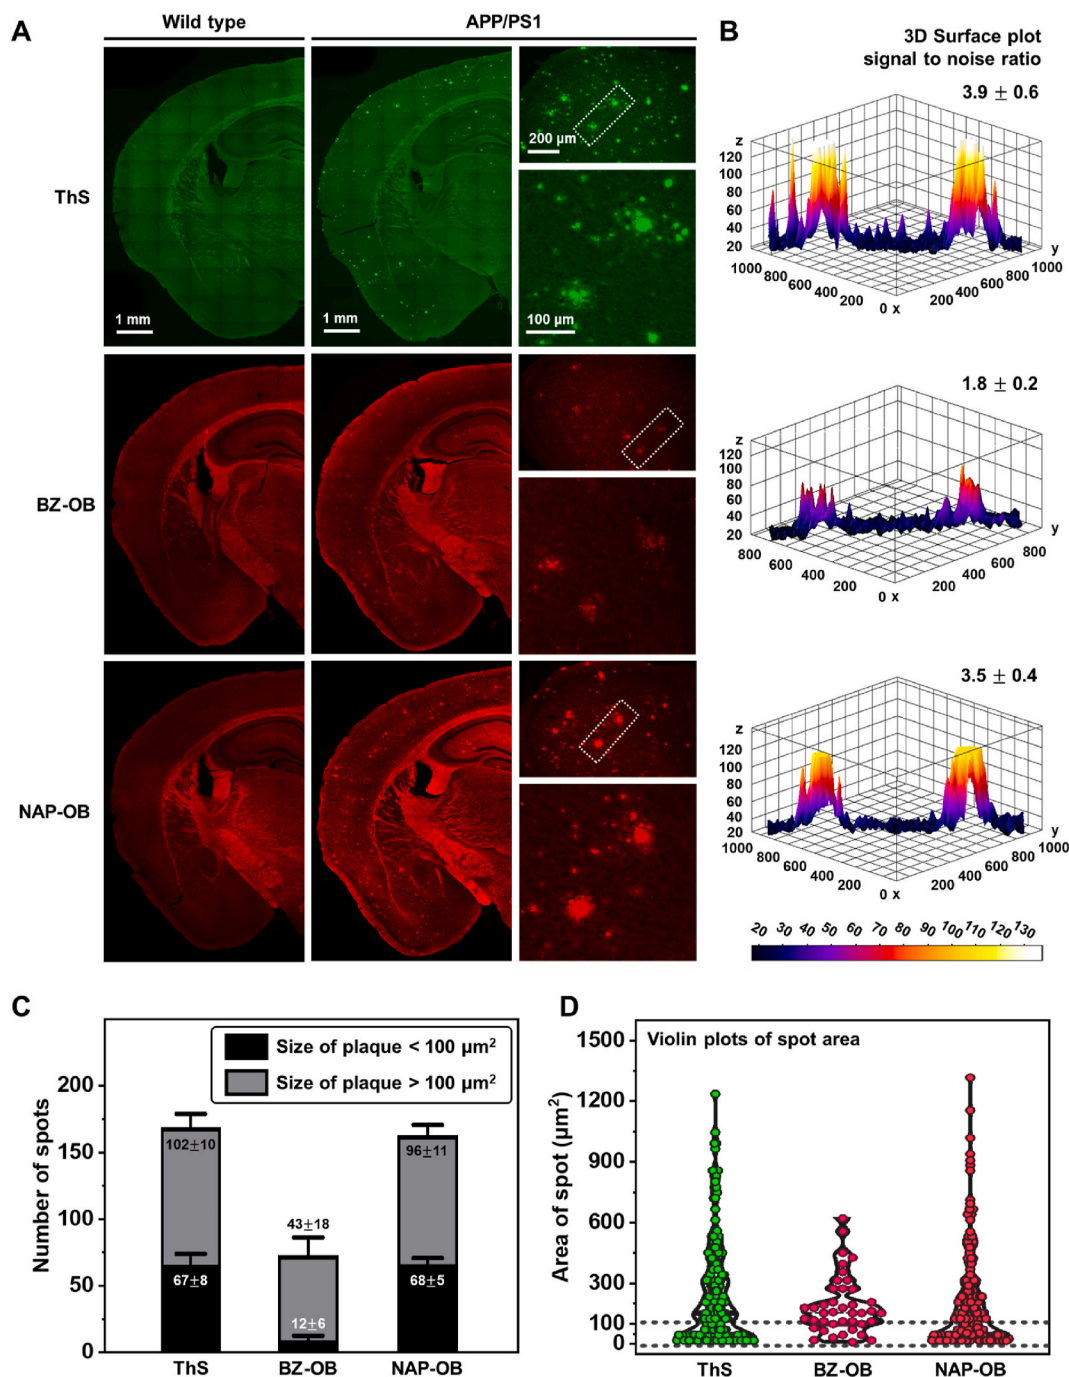 A
Wild type
APP/PS1
ThS
1 mm
1 mm
200 µm
100 µm
BZ-OB
NAP-OB
B
3D Surface plot
signal to noise ratio
3.9 ± 0.6
z
120
100
80
60
40
20
1000
800
600
400
200
0 x
200
400
600
800
1000
y
1.8 ± 0.2
z
120
100
80
60
40
20
800
600
400
200
0 x
200
400
600
800
y
3.5 ± 0.4
z
120
100
80
60
40
20
1000
800
600
400
200
0 x
200
400
600
800
1000
y
20 30 40 50 60 70 80 90 100 110 120 130
C
Number of spots
200
150
100
50
0
Size of plaque < 100 µm²
Size of plaque > 100 µm²
102±10
67±8
43±18
12±6
96±11
68±5
ThS BZ-OB NAP-OB
D
Violin plots of spot area
Area of spot (µm²)
1500
1200
900
600
300
100
0
ThS BZ-OB NAP-OB